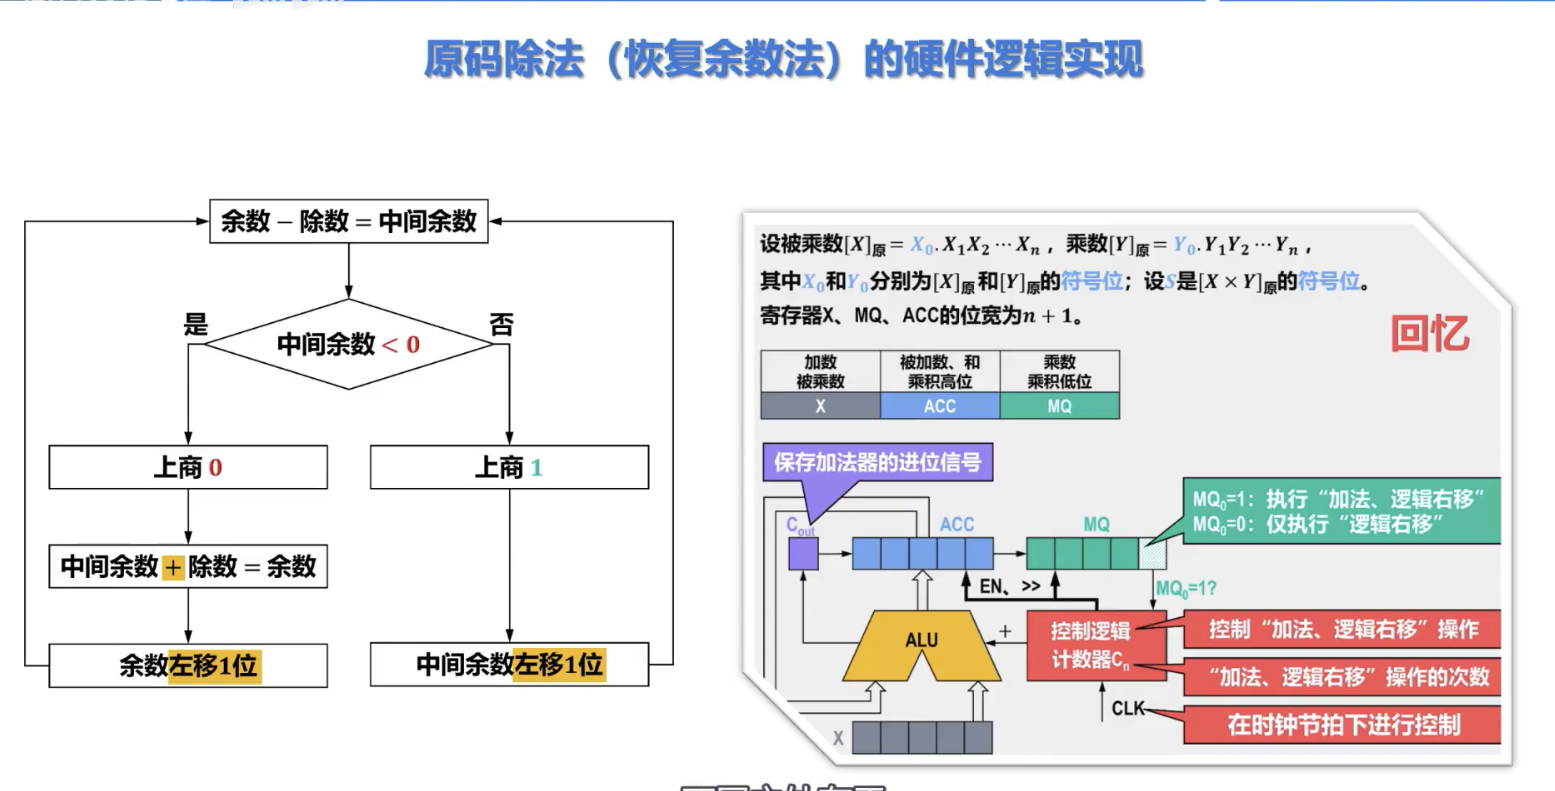 原码除法（恢复余数法）的硬件逻辑实现
余数 − 除数 = 中间余数
是
否
中间余数 < 0
上商 0
上商 1
中间余数 + 除数 = 余数
余数左移1位
中间余数左移1位
设被乘数[X]原 = X₀.X₁X₂⋯Xₙ，乘数[Y]原 = Y₀.Y₁Y₂⋯Yₙ，
其中X₀和Y₀分别为[X]原和[Y]原的符号位；设S是[X × Y]原的符号位。
寄存器X、MQ、ACC的位宽为n + 1。
回忆
加数 被加数、和 乘数
被乘数 乘积高位 乘积低位
X ACC MQ
保存加法器的进位信号
MQ₀=1：执行“加法、逻辑右移”
MQ₀=0：仅执行“逻辑右移”
Cout
ACC
MQ
EN、>>
MQ₀=1?
ALU
+
控制逻辑
计数器Cₙ
控制“加法、逻辑右移”操作
“加法、逻辑右移”操作的次数
CLK
在时钟节拍下进行控制
X